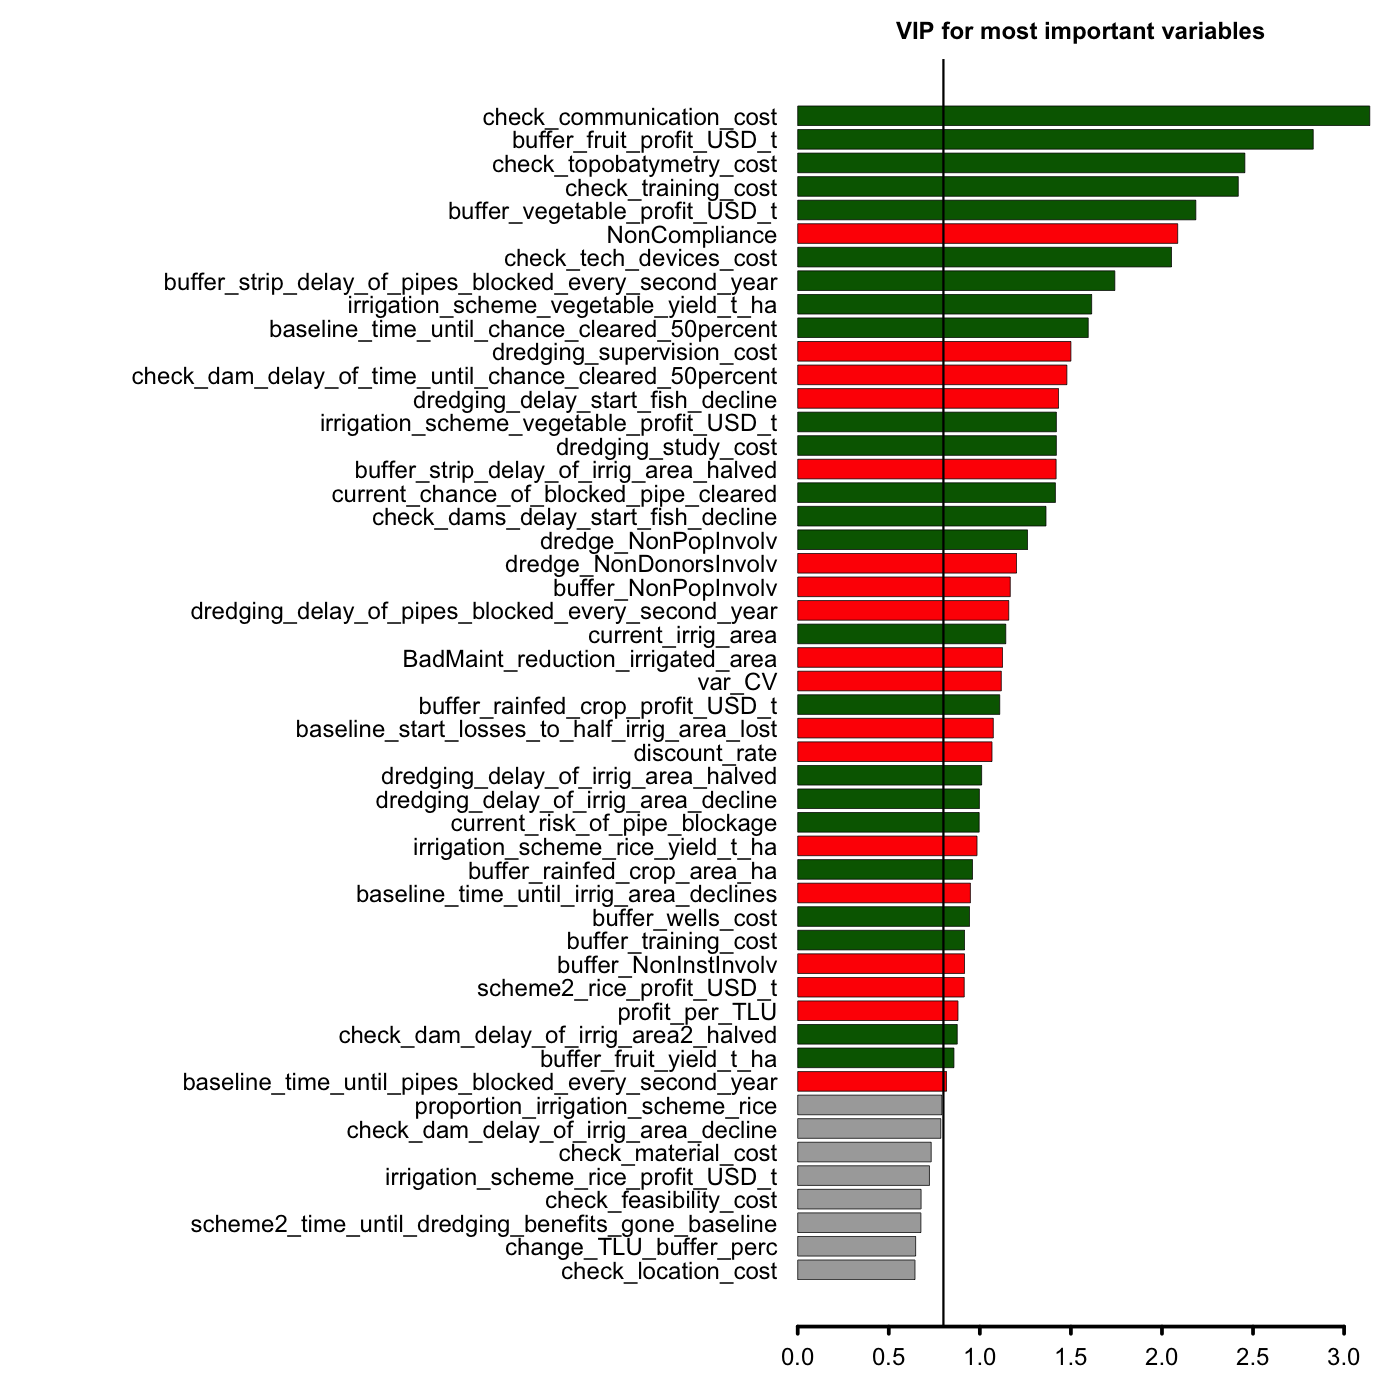 VIP for most important variables
check_communication_cost
buffer_fruit_profit_USD_t
check_topobatymetry_cost
check_training_cost
buffer_vegetable_profit_USD_t
NonCompliance
check_tech_devices_cost
buffer_strip_delay_of_pipes_blocked_every_second_year
irrigation_scheme_vegetable_yield_t_ha
baseline_time_until_chance_cleared_50percent
dredging_supervision_cost
check_dam_delay_of_time_until_chance_cleared_50percent
dredging_delay_start_fish_decline
irrigation_scheme_vegetable_profit_USD_t
dredging_study_cost
buffer_strip_delay_of_irrig_area_halved
current_chance_of_blocked_pipe_cleared
check_dams_delay_start_fish_decline
dredge_NonPopInvolv
dredge_NonDonorsInvolv
buffer_NonPopInvolv
dredging_delay_of_pipes_blocked_every_second_year
current_irrig_area
BadMaint_reduction_irrigated_area
var_CV
buffer_rainfed_crop_profit_USD_t
baseline_start_losses_to_half_irrig_area_lost
discount_rate
dredging_delay_of_irrig_area_halved
dredging_delay_of_irrig_area_decline
current_risk_of_pipe_blockage
irrigation_scheme_rice_yield_t_ha
buffer_rainfed_crop_area_ha
baseline_time_until_irrig_area_declines
buffer_wells_cost
buffer_training_cost
buffer_NonInstInvolv
scheme2_rice_profit_USD_t
profit_per_TLU
check_dam_delay_of_irrig_area2_halved
buffer_fruit_yield_t_ha
baseline_time_until_pipes_blocked_every_second_year
proportion_irrigation_scheme_rice
check_dam_delay_of_irrig_area_decline
check_material_cost
irrigation_scheme_rice_profit_USD_t
check_feasibility_cost
scheme2_time_until_dredging_benefits_gone_baseline
change_TLU_buffer_perc
check_location_cost
0.0 0.5 1.0 1.5 2.0 2.5 3.0